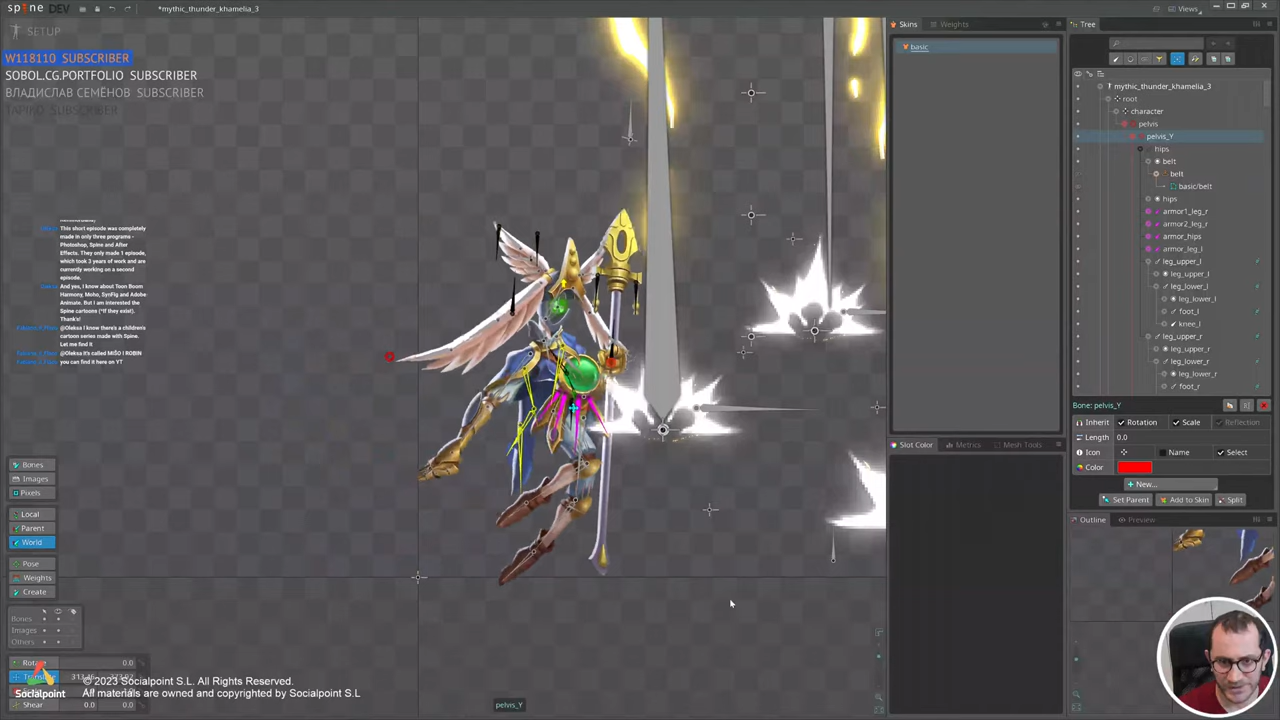 spine DEV
*mythic_thunder_khamelia_3
Views
SETUP
W118110 SUBSCRIBER
SOBOL.CG.PORTFOLIO SUBSCRIBER
ВЛАДИСЛАВ СЕМЁНОВ SUBSCRIBER
This short episode was completely
made in only three programs -
Photoshop, Spine and After
Effects. They only made 1 episode,
which took 3 years of work and are
currently working on a second
episode.
And yes, I know about Toon Boom
Harmony, Moho, SynFig and Adobe
Animate. But I am interested the
Spine cartoons (*If they exist).
Thanks!
@Oleksa I know there's a children's
cartoon series made with Spine.
Let me find it
@Oleksa It's called MIŠO I ROBIN
you can find it here on YT
Bones
Images
Pixels
Local
Parent
World
Pose
Weights
Create
Bones
Images
Others
Rotate 0.0
Shear 0.0 0.0
Socialpoint
© 2023 Socialpoint S.L. All Rights Reserved.
All materials are owned and copyrighted by Socialpoint S.L
pelvis_Y
Skins
Weights
basic
Slot Color
Metrics
Mesh Tools
Tree
mythic_thunder_khamelia_3
root
character
pelvis
pelvis_Y
hips
belt
belt
basic/belt
hips
armor1_leg_r
armor2_leg_r
armor_hips
armor_leg_l
leg_upper_l
leg_upper_l
leg_lower_l
leg_lower_l
foot_l
knee_l
leg_upper_r
leg_upper_r
leg_lower_r
leg_lower_r
foot_r
Bone: pelvis_Y
Inherit Rotation Scale Reflection
Length 0.0
Icon Name Select
Color
New...
Set Parent Add to Skin Split
Outline
Preview